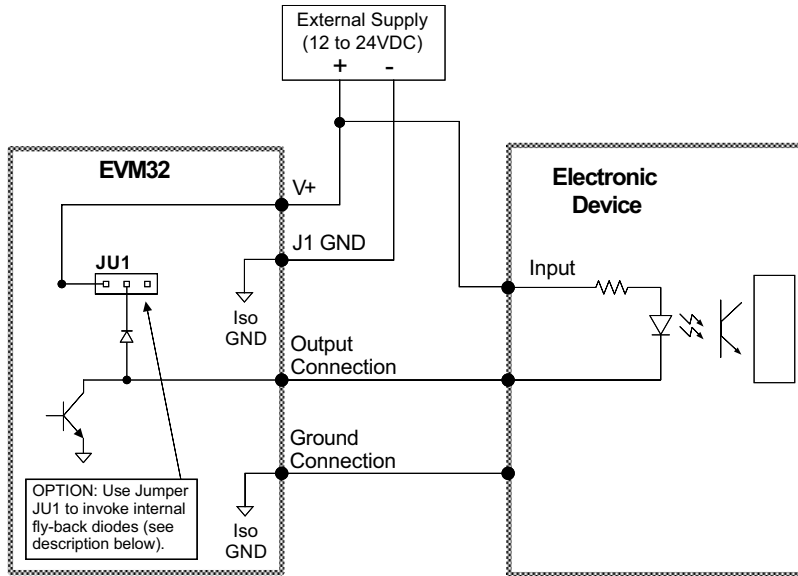 External Supply
(12 to 24VDC)
+ -
EVM32
V+
J1 GND
JU1
Iso
GND
Output
Connection
Ground
Connection
Iso
GND
OPTION: Use Jumper
JU1 to invoke internal
fly-back diodes (see
description below).
Electronic
Device
Input